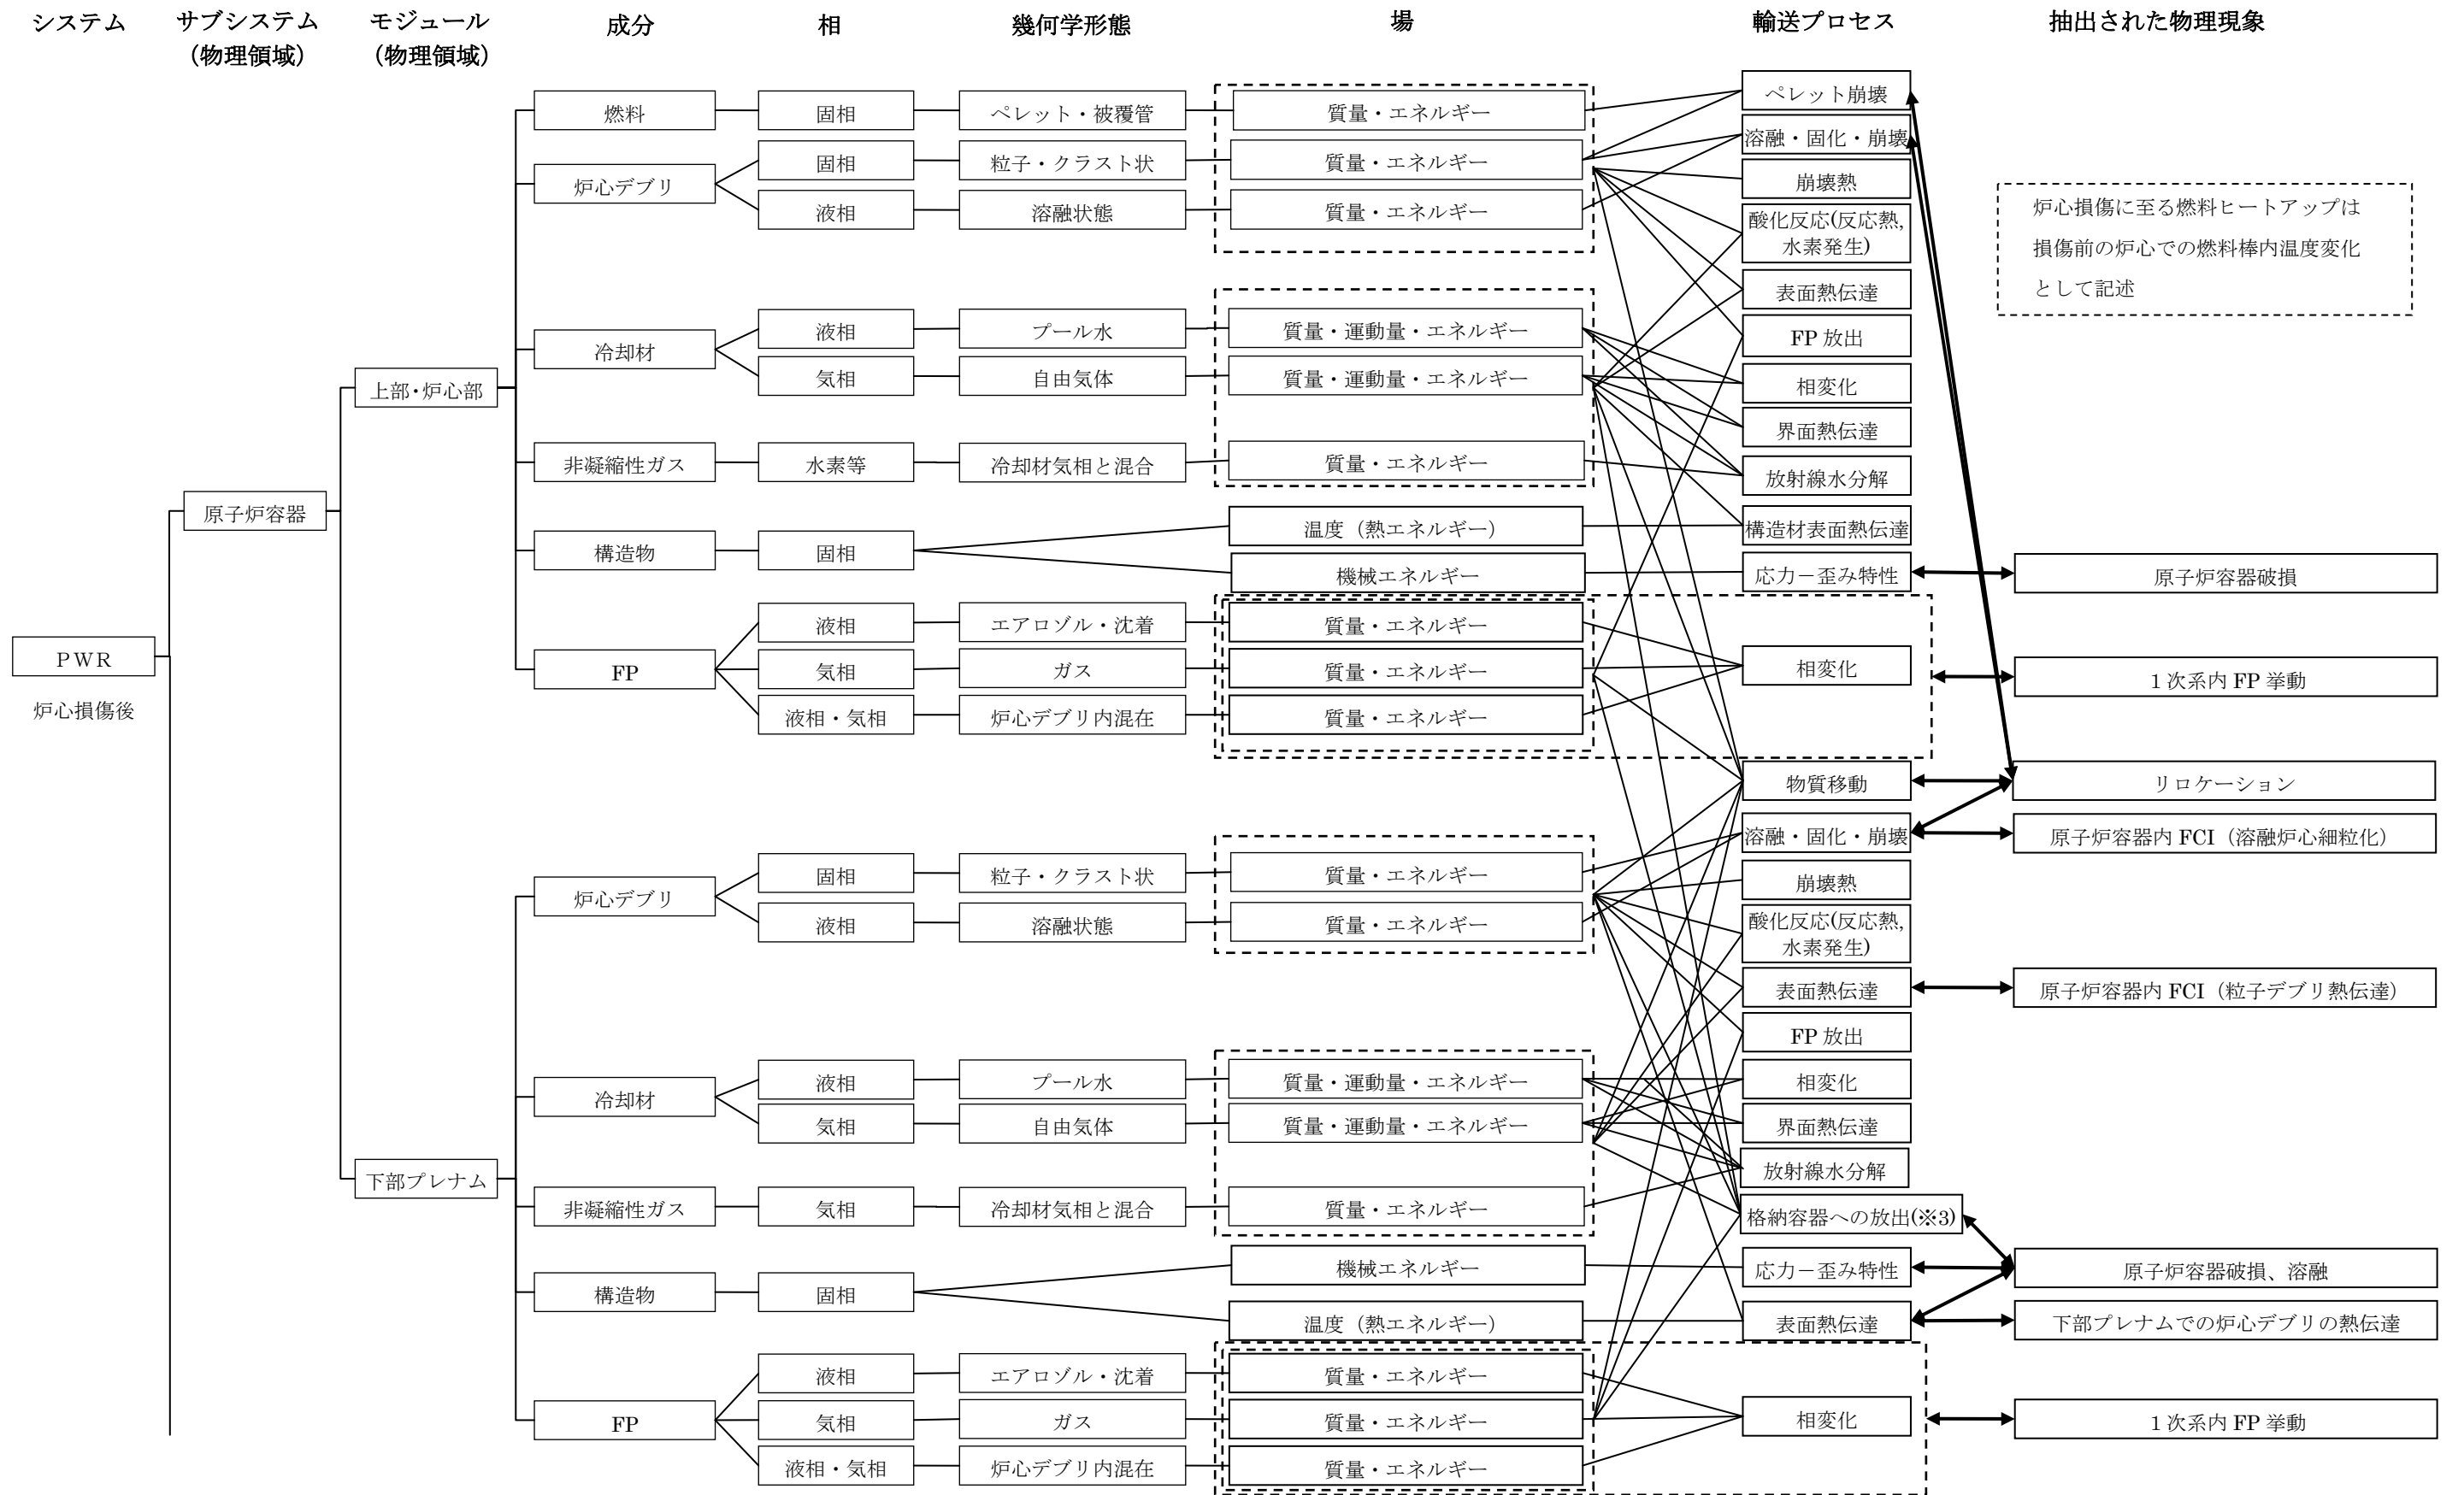 システム
サブシステム
（物理領域）
モジュール
（物理領域）
成分
相
幾何学形態
場
輸送プロセス
抽出された物理現象
ＰＷＲ
炉心損傷後
原子炉容器
上部・炉心部
燃料
固相
ペレット・被覆管
質量・エネルギー
炉心デブリ
固相
粒子・クラスト状
質量・エネルギー
液相
溶融状態
質量・エネルギー
冷却材
液相
プール水
質量・運動量・エネルギー
気相
自由気体
質量・運動量・エネルギー
非凝縮性ガス
水素等
冷却材気相と混合
質量・エネルギー
構造物
固相
温度（熱エネルギー）
機械エネルギー
FP
液相
エアロゾル・沈着
質量・エネルギー
気相
ガス
質量・エネルギー
液相・気相
炉心デブリ内混在
質量・エネルギー
ペレット崩壊
溶融・固化・崩壊
崩壊熱
酸化反応(反応熱,
水素発生)
表面熱伝達
FP 放出
相変化
界面熱伝達
放射線水分解
構造材表面熱伝達
応力－歪み特性
相変化
物質移動
炉心損傷に至る燃料ヒートアップは
損傷前の炉心での燃料棒内温度変化
として記述
原子炉容器破損
１次系内 FP 挙動
リロケーション
下部プレナム
炉心デブリ
固相
粒子・クラスト状
質量・エネルギー
液相
溶融状態
質量・エネルギー
冷却材
液相
プール水
質量・運動量・エネルギー
気相
自由気体
質量・運動量・エネルギー
非凝縮性ガス
気相
冷却材気相と混合
質量・エネルギー
構造物
固相
機械エネルギー
温度（熱エネルギー）
FP
液相
エアロゾル・沈着
質量・エネルギー
気相
ガス
質量・エネルギー
液相・気相
炉心デブリ内混在
質量・エネルギー
溶融・固化・崩壊
崩壊熱
酸化反応(反応熱,
水素発生)
表面熱伝達
FP 放出
相変化
界面熱伝達
放射線水分解
格納容器への放出(※3)
応力－歪み特性
表面熱伝達
相変化
原子炉容器内 FCI（溶融炉心細粒化）
原子炉容器内 FCI（粒子デブリ熱伝達）
原子炉容器破損、溶融
下部プレナムでの炉心デブリの熱伝達
１次系内 FP 挙動